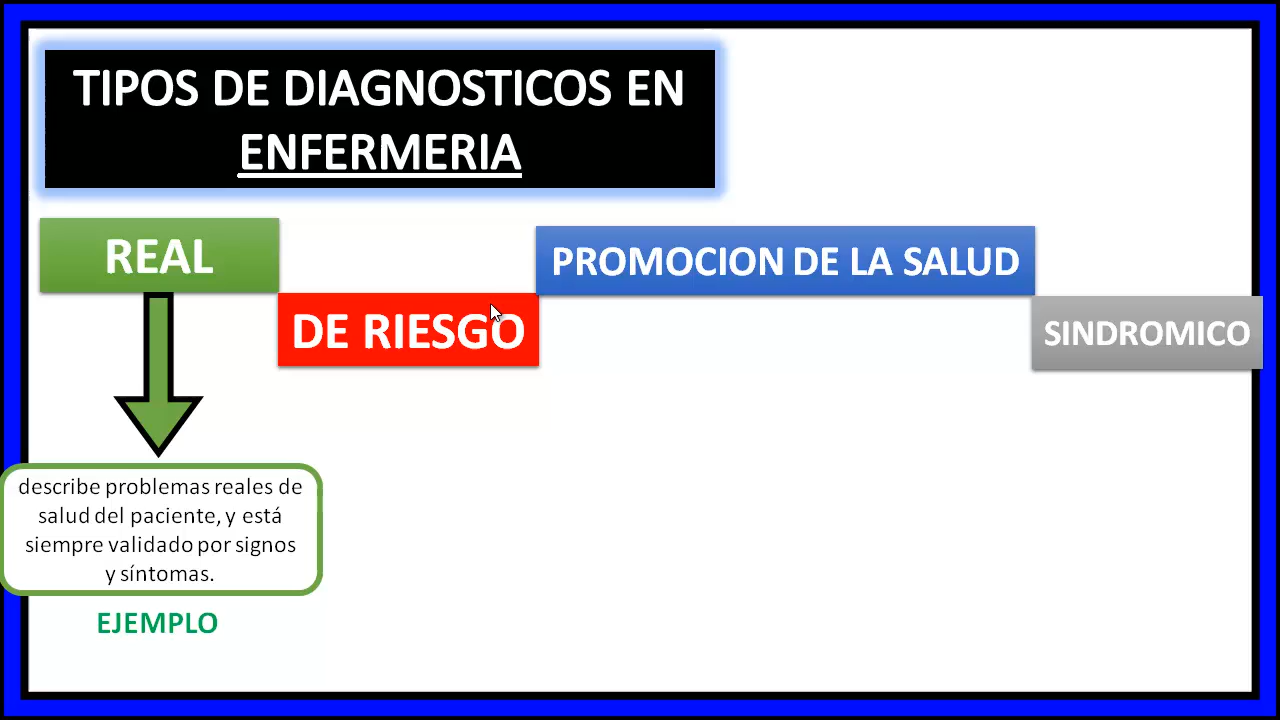 TIPOS DE DIAGNOSTICOS EN
ENFERMERIA
REAL
DE RIESGO
PROMOCION DE LA SALUD
SINDROMICO
describe problemas reales de
salud del paciente, y está
siempre validado por signos
y síntomas.
EJEMPLO